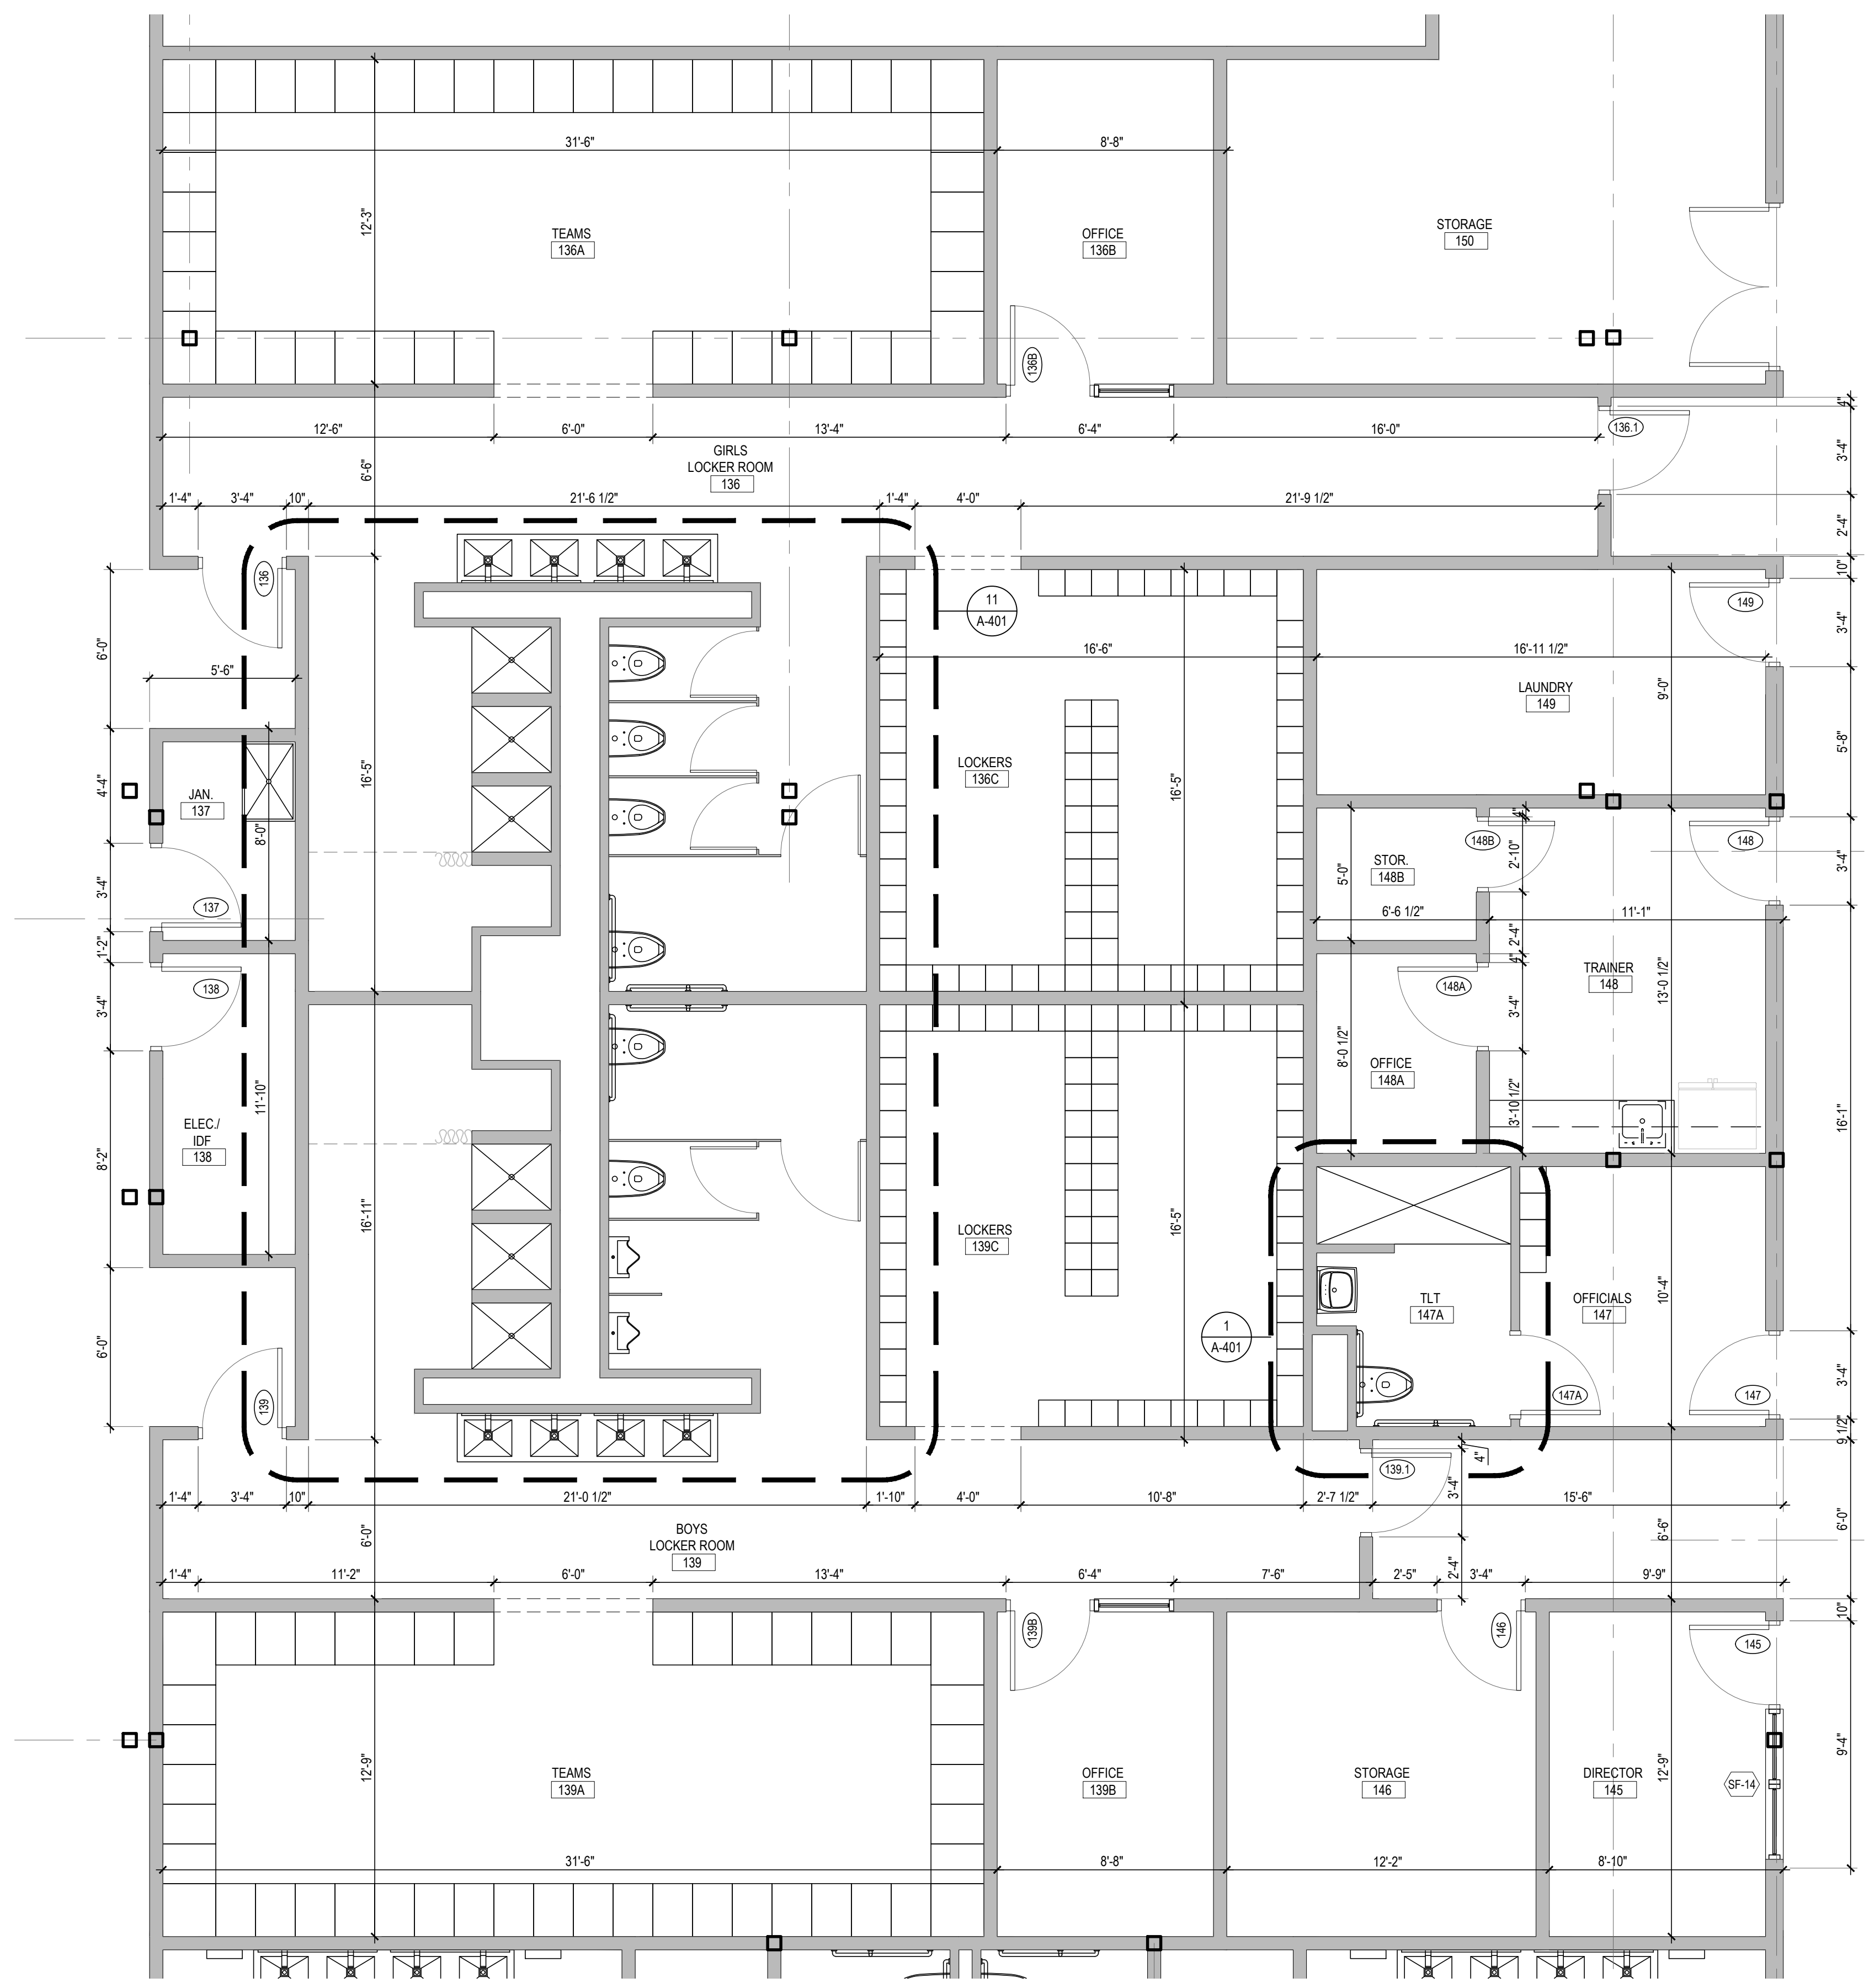 31'-6"
8'-8"
12'-3"
TEAMS
136A
OFFICE
136B
STORAGE
150
136B
4"
12'-6"
6'-0"
13'-4"
6'-4"
16'-0"
136.1
3'-4"
GIRLS
LOCKER ROOM
136
6'-6"
1'-4"
3'-4"
10"
21'-6 1/2"
1'-4"
4'-0"
21'-9 1/2"
2'-4"
10"
136
11
A-401
149
3'-4"
6'-0"
5'-6"
16'-6"
16'-11 1/2"
LAUNDRY
149
9'-0"
5'-8"
JAN.
137
4'-4"
8'-0"
16'-5"
LOCKERS
136C
16'-5"
4"
148B
2'-10"
148
3'-4"
STOR.
148B
5'-0"
3'-4"
137
6'-6 1/2"
11'-1"
1'-2"
2'-4"
4"
138
148A
TRAINER
148
13'-0 1/2"
3'-4"
3'-4"
OFFICE
148A
8'-0 1/2"
3'-10 1/2"
11'-10"
16'-1"
ELEC./
IDF
138
8'-2"
16'-11"
LOCKERS
139C
16'-5"
1
A-401
TLT
147A
OFFICIALS
147
10'-4"
6'-0"
139
147A
147
3'-4"
9 1/2"
4"
139.1
3'-4"
1'-4"
3'-4"
10"
21'-0 1/2"
1'-10"
4'-0"
10'-8"
2'-7 1/2"
15'-6"
6'-0"
BOYS
LOCKER ROOM
139
6'-0"
6'-6"
1'-4"
11'-2"
6'-0"
13'-4"
6'-4"
7'-6"
2'-4"
2'-5"
3'-4"
9'-9"
10"
139B
146
145
9'-4"
12'-9"
TEAMS
139A
OFFICE
139B
STORAGE
146
DIRECTOR
145
12'-9"
SF-14
31'-6"
8'-8"
12'-2"
8'-10"